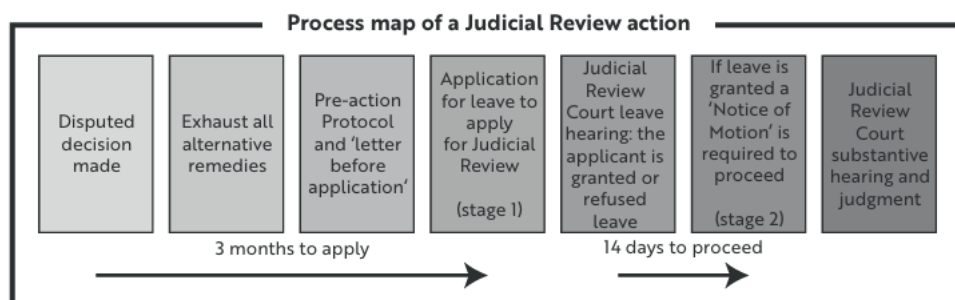 Process map of a Judicial Review action
Disputed
decision
made
Exhaust all
alternative
remedies
Pre-action
Protocol
and ‘letter
before
application’
Application
for leave to
apply
for Judicial
Review
(stage 1)
Judicial
Review
Court leave
hearing: the
applicant is
granted or
refused
leave
If leave is
granted a
‘Notice of
Motion’ is
required to
proceed
(stage 2)
Judicial
Review
Court
substantive
hearing and
judgment
3 months to apply
14 days to proceed